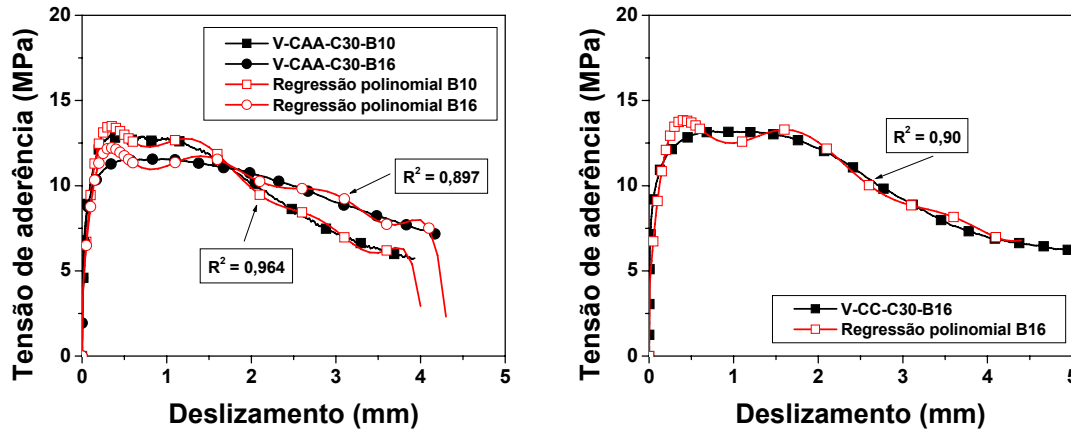 Tensão de aderência (MPa)
20
15
10
5
0
V-CAA-C30-B10
V-CAA-C30-B16
Regressão polinomial B10
Regressão polinomial B16
R² = 0,897
R² = 0,964
0 1 2 3 4 5
Deslizamento (mm)
Tensão de aderência (MPa)
20
15
10
5
0
R² = 0,90
V-CC-C30-B16
Regressão polinomial B16
0 1 2 3 4 5
Deslizamento (mm)